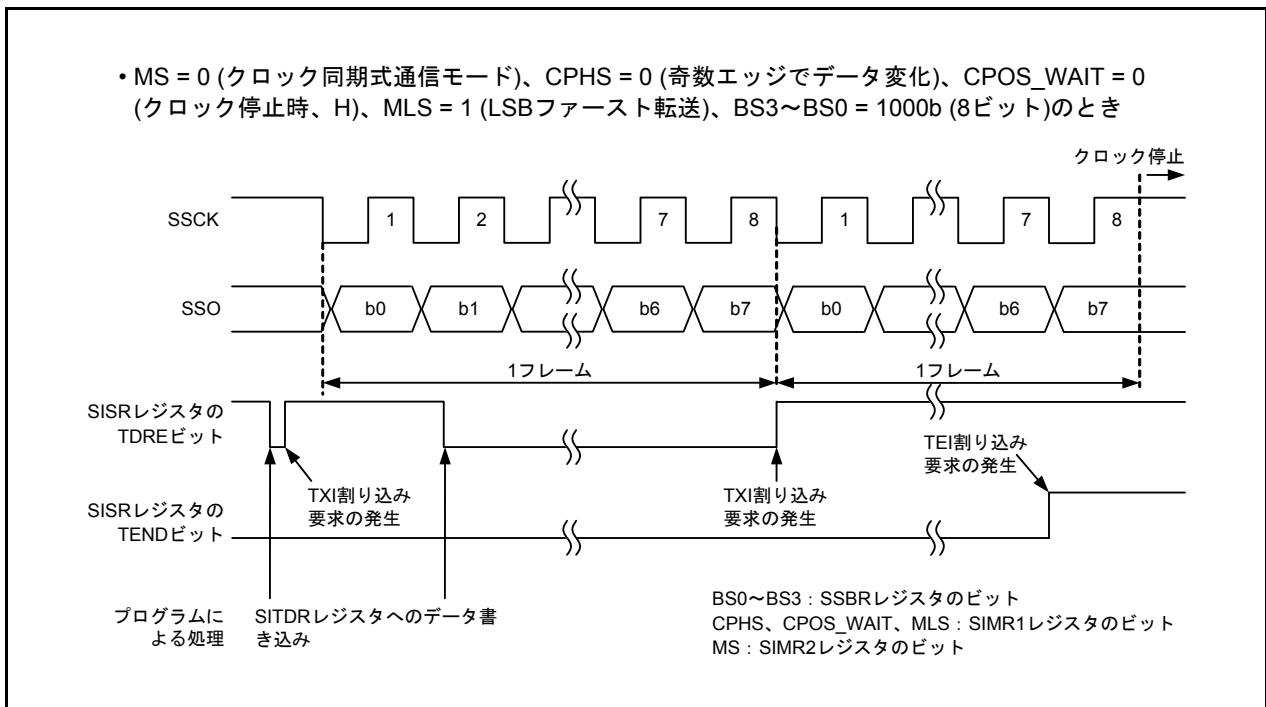 • MS = 0 (クロック同期式通信モード)、CPHS = 0 (奇数エッジでデータ変化)、CPOS_WAIT = 0
(クロック停止時、H)、MLS = 1 (LSBファースト転送)、BS3～BS0 = 1000b (8ビット)のとき
クロック停止
SSCK
1
2
7
8
1
7
8
SSO
b0
b1
b6
b7
b0
b6
b7
1フレーム
1フレーム
SISRレジスタの
TDREビット
TXI割り込み
要求の発生
TXI割り込み
要求の発生
TEI割り込み
要求の発生
SISRレジスタの
TENDビット
プログラムに
よる処理
SITDRレジスタへのデータ書
き込み
BS0～BS3：SSBRレジスタのビット
CPHS、CPOS_WAIT、MLS：SIMR1レジスタのビット
MS：SIMR2レジスタのビット